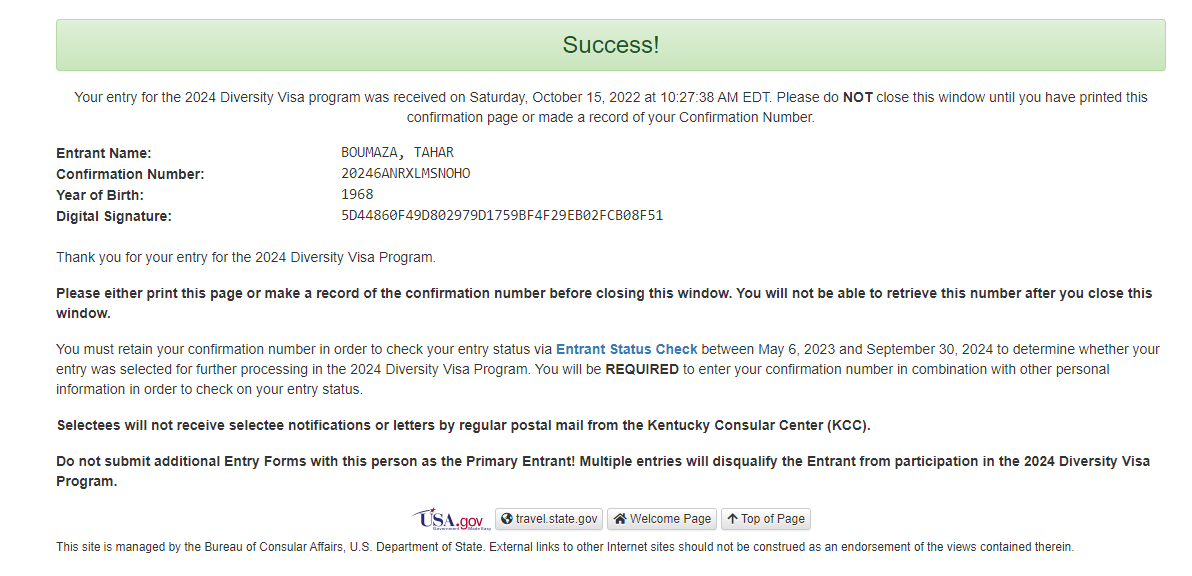 Success!
Your entry for the 2024 Diversity Visa program was received on Saturday, October 15, 2022 at 10:27:38 AM EDT. Please do NOT close this window until you have printed this
confirmation page or made a record of your Confirmation Number.
Entrant Name: BOUMAZA, TAHAR
Confirmation Number: 20246ANRXLMSNOHO
Year of Birth: 1968
Digital Signature: 5D44860F49D802979D1759BF4F29EB02FCB08F51
Thank you for your entry for the 2024 Diversity Visa Program.
Please either print this page or make a record of the confirmation number before closing this window. You will not be able to retrieve this number after you close this
window.
You must retain your confirmation number in order to check your entry status via Entrant Status Check between May 6, 2023 and September 30, 2024 to determine whether your
entry was selected for further processing in the 2024 Diversity Visa Program. You will be REQUIRED to enter your confirmation number in combination with other personal
information in order to check on your entry status.
Selectees will not receive selectee notifications or letters by regular postal mail from the Kentucky Consular Center (KCC).
Do not submit additional Entry Forms with this person as the Primary Entrant! Multiple entries will disqualify the Entrant from participation in the 2024 Diversity Visa
Program.
USA.gov travel.state.gov Welcome Page Top of Page
Government Made Easy
This site is managed by the Bureau of Consular Affairs, U.S. Department of State. External links to other Internet sites should not be construed as an endorsement of the views contained therein.